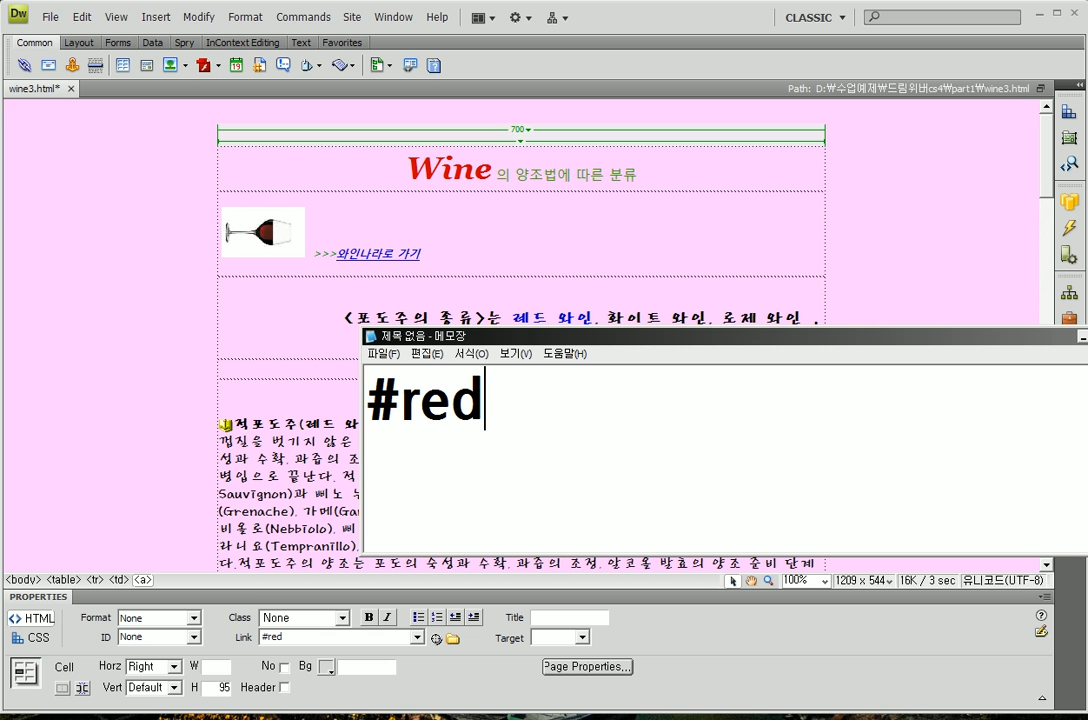 Dw File Edit View Insert Modify Format Commands Site Window Help CLASSIC
Common Layout Forms Data Spry InContext Editing Text Favorites
wine3.html* Path: D:₩수업예제₩드림위버cs4₩part1₩wine3.html
700
Wine 의 양조법에 따른 분류
>>>와인나라로 가기
<포도주의 종류>는 레드 와인, 화이트 와인, 로제 와인 .
제목 없음 - 메모장
파일(F) 편집(E) 서식(O) 보기(V) 도움말(H)
#red
적포도주(레드 와
껍질을 벗기지 않은
성과 수확, 과즙의 조
병입으로 끝난다. 적
Sauvignon)과 삐노 누
(Grenache), 가메(Ga
비올로(Nebbiolo), 삐
라니요(Tempranillo),
다.적포도주의 양조는 포도의 숙성과 수확, 과즙의 조정, 알코올 발효의 양조 준비 단계
<body> <table> <tr> <td> <a> 100% 1209 x 544 16K / 3 sec 유니코드(UTF-8)
PROPERTIES
<> HTML Format None Class None B I Title
CSS ID None Link #red Target
Cell Horz Right W No Bg Page Properties...
Vert Default H 95 Header